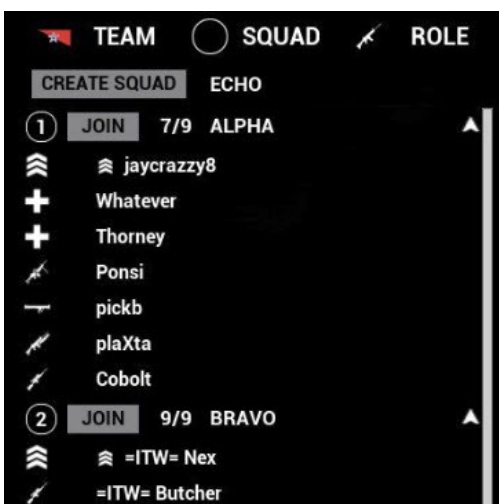 TEAM SQUAD ROLE
CREATE SQUAD ECHO
1 JOIN 7/9 ALPHA
jaycrazzy8
Whatever
Thorney
Ponsi
pickb
plaXta
Cobolt
2 JOIN 9/9 BRAVO
=ITW= Nex
=ITW= Butcher